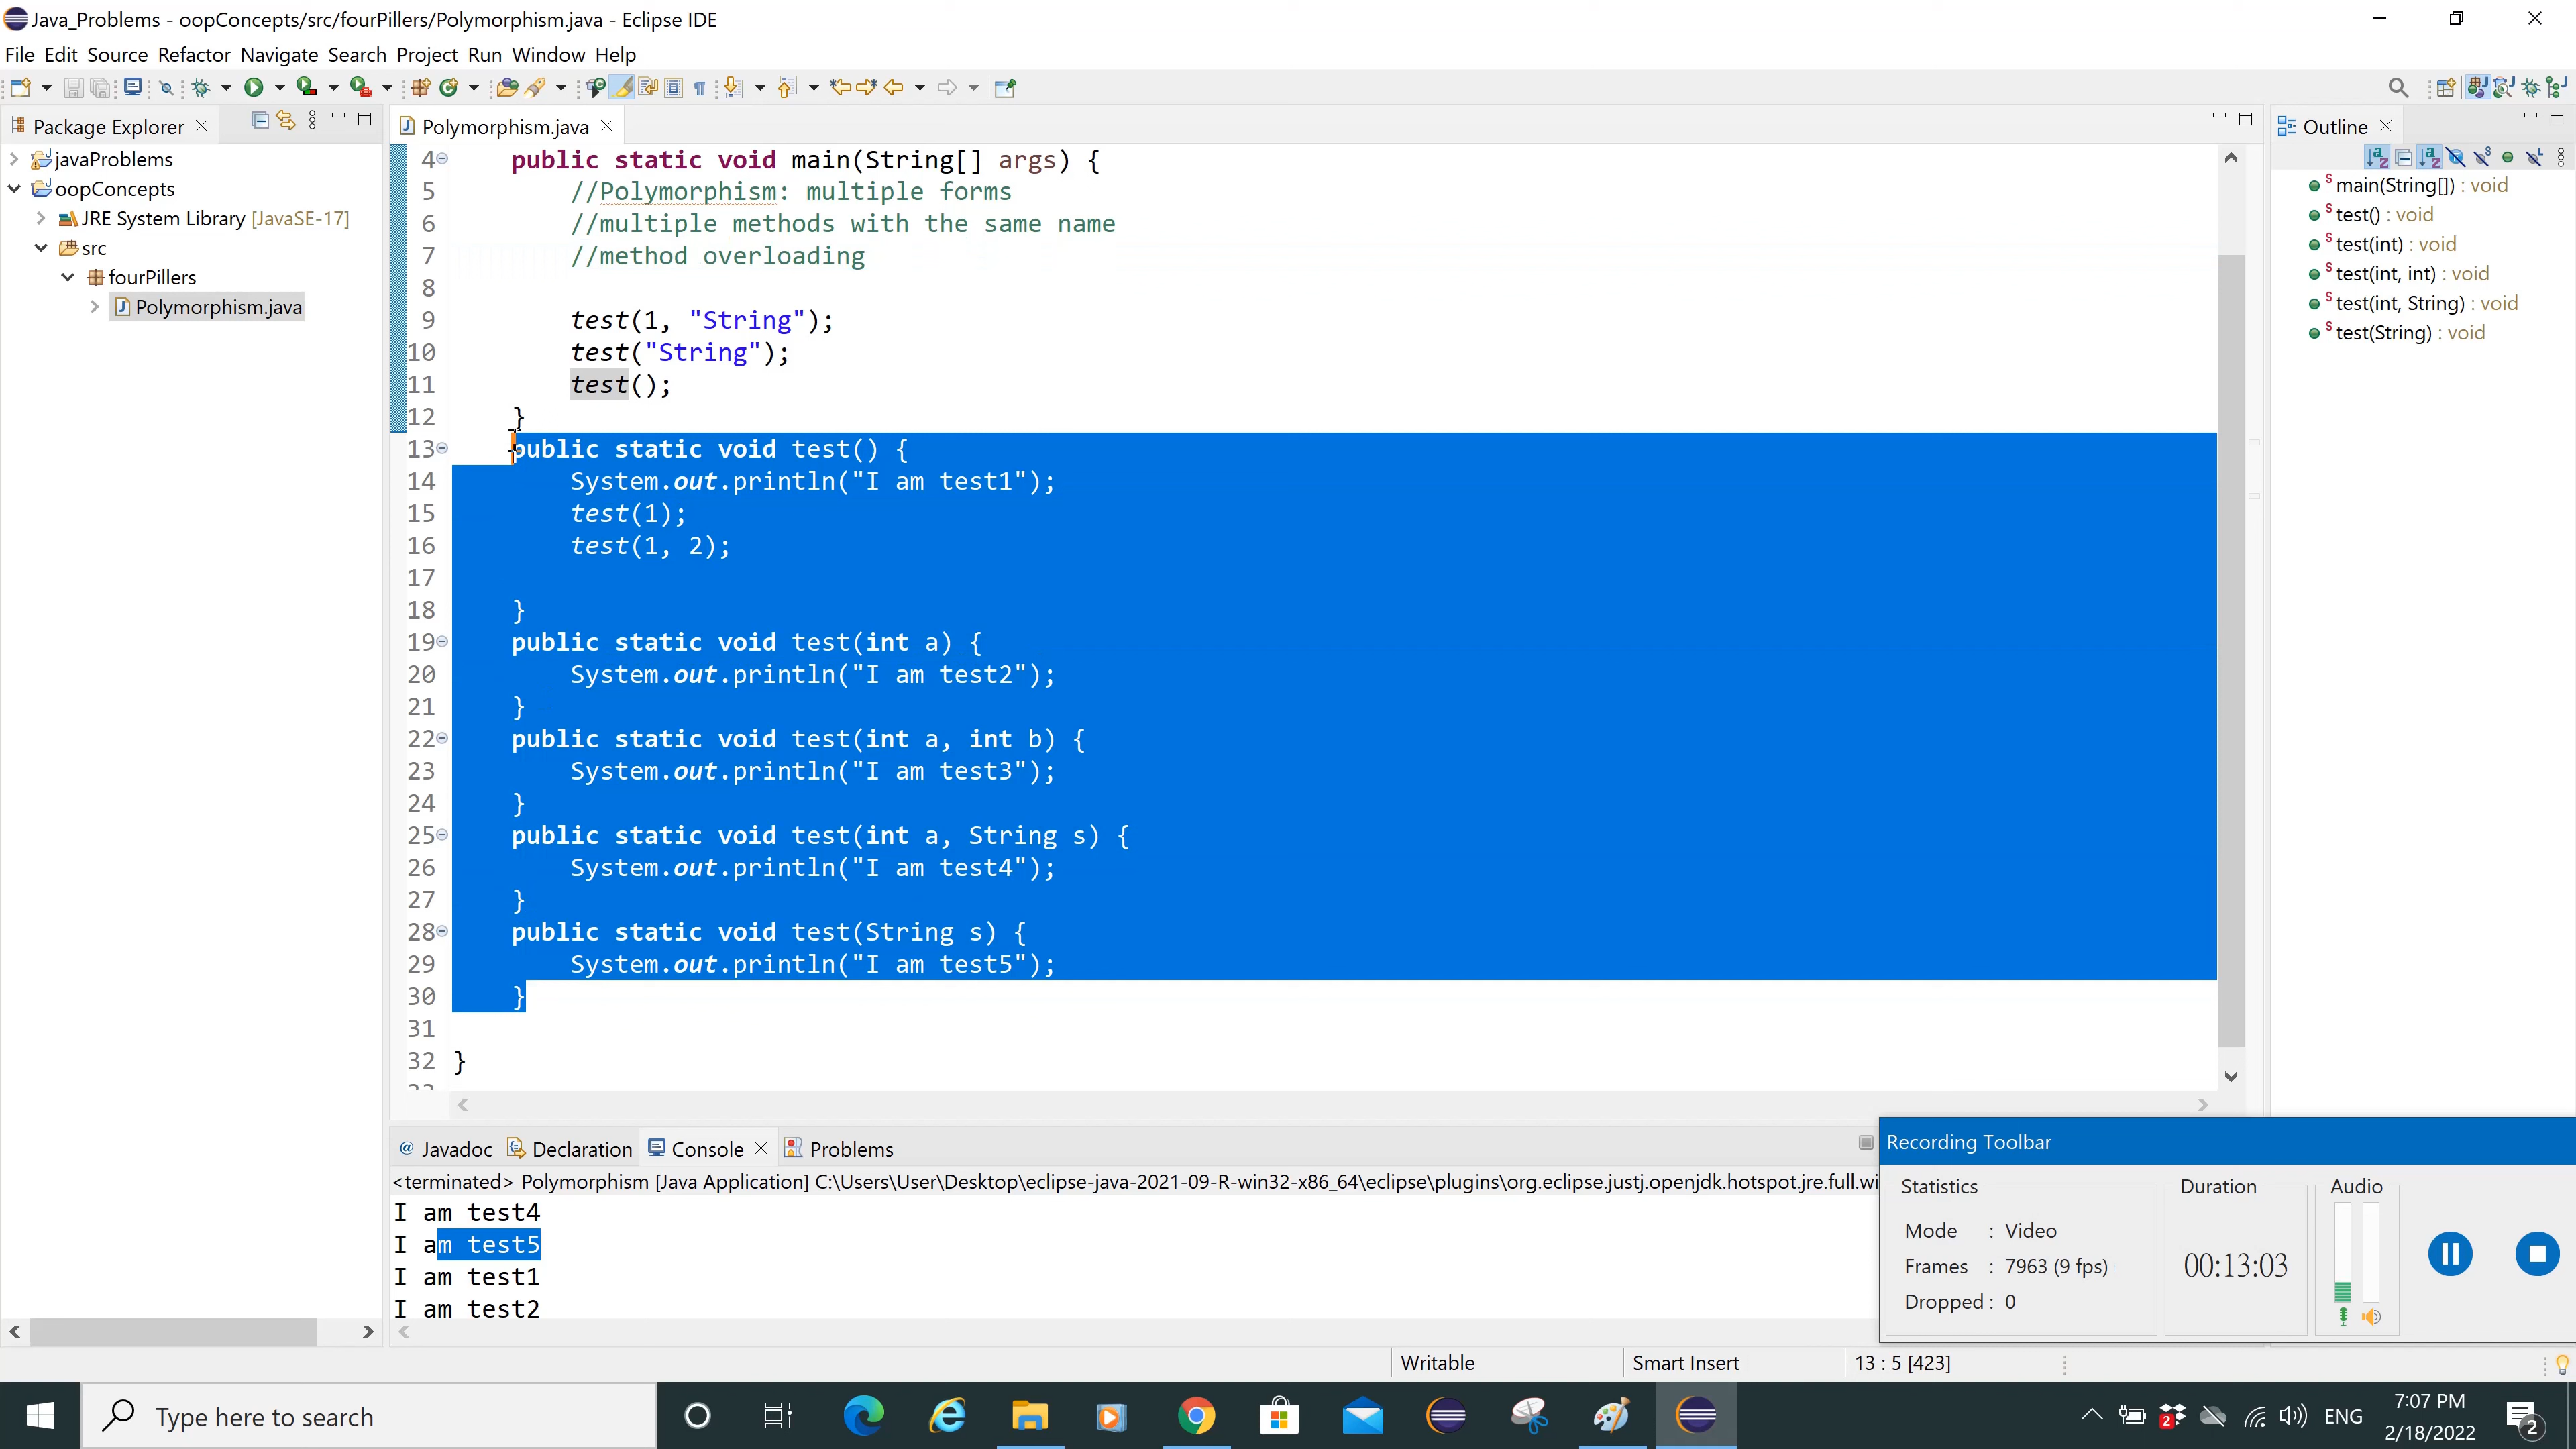 Java_Problems - oopConcepts/src/fourPillers/Polymorphism.java - Eclipse IDE
File Edit Source Refactor Navigate Search Project Run Window Help
Package Explorer
javaProblems
oopConcepts
JRE System Library [JavaSE-17]
src
fourPillers
Polymorphism.java
Polymorphism.java
4 public static void main(String[] args) {
5 //Polymorphism: multiple forms
6 //multiple methods with the same name
7 //method overloading
8
9 test(1, "String");
10 test("String");
11 test();
12 }
13 public static void test() {
14 System.out.println("I am test1");
15 test(1);
16 test(1, 2);
17
18 }
19 public static void test(int a) {
20 System.out.println("I am test2");
21 }
22 public static void test(int a, int b) {
23 System.out.println("I am test3");
24 }
25 public static void test(int a, String s) {
26 System.out.println("I am test4");
27 }
28 public static void test(String s) {
29 System.out.println("I am test5");
30 }
31
32 }
Outline
main(String[]) : void
test() : void
test(int) : void
test(int, int) : void
test(int, String) : void
test(String) : void
Javadoc Declaration Console Problems
<terminated> Polymorphism [Java Application] C:\Users\User\Desktop\eclipse-java-2021-09-R-win32-x86_64\eclipse\plugins\org.eclipse.justj.openjdk.hotspot.jre.full.wi
I am test4
I am test5
I am test1
I am test2
Recording Toolbar
Statistics
Mode : Video
Frames : 7963 (9 fps)
Dropped : 0
Duration
00:13:03
Audio
Writable
Smart Insert
13 : 5 [423]
Type here to search
2
ENG
7:07 PM
2/18/2022
2